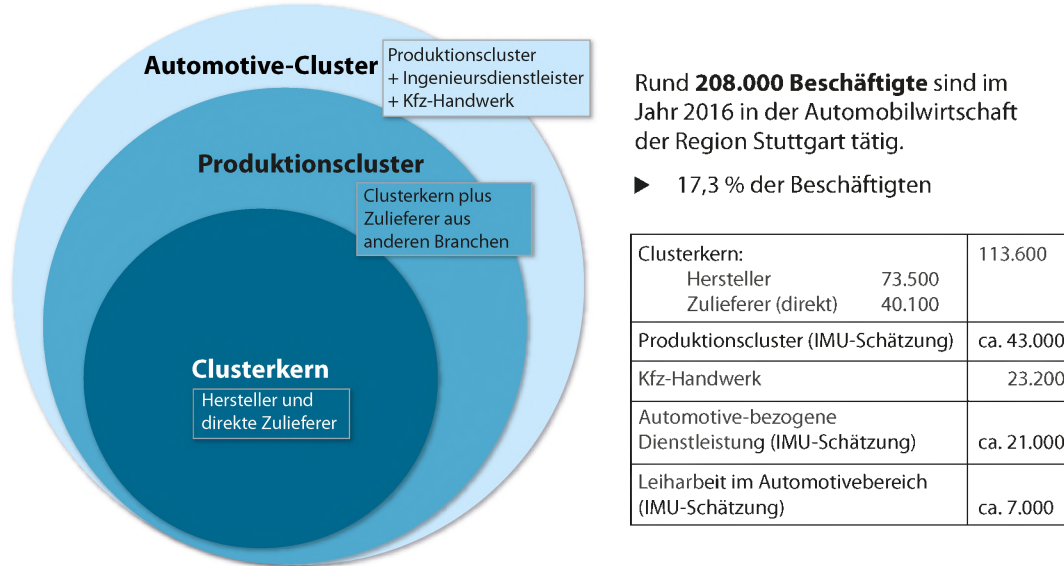 Automotive-Cluster
Produktionscluster
+ Ingenieursdienstleister
+ Kfz-Handwerk
Produktionscluster
Clusterkern plus
Zulieferer aus
anderen Branchen
Clusterkern
Hersteller und
direkte Zulieferer
Rund 208.000 Beschäftigte sind im
Jahr 2016 in der Automobilwirtschaft
der Region Stuttgart tätig.
▶ 17,3 % der Beschäftigten
Clusterkern: 113.600
Hersteller 73.500
Zulieferer (direkt) 40.100
Produktionscluster (IMU-Schätzung) ca. 43.000
Kfz-Handwerk 23.200
Automotive-bezogene
Dienstleistung (IMU-Schätzung) ca. 21.000
Leiharbeit im Automotivebereich
(IMU-Schätzung) ca. 7.000